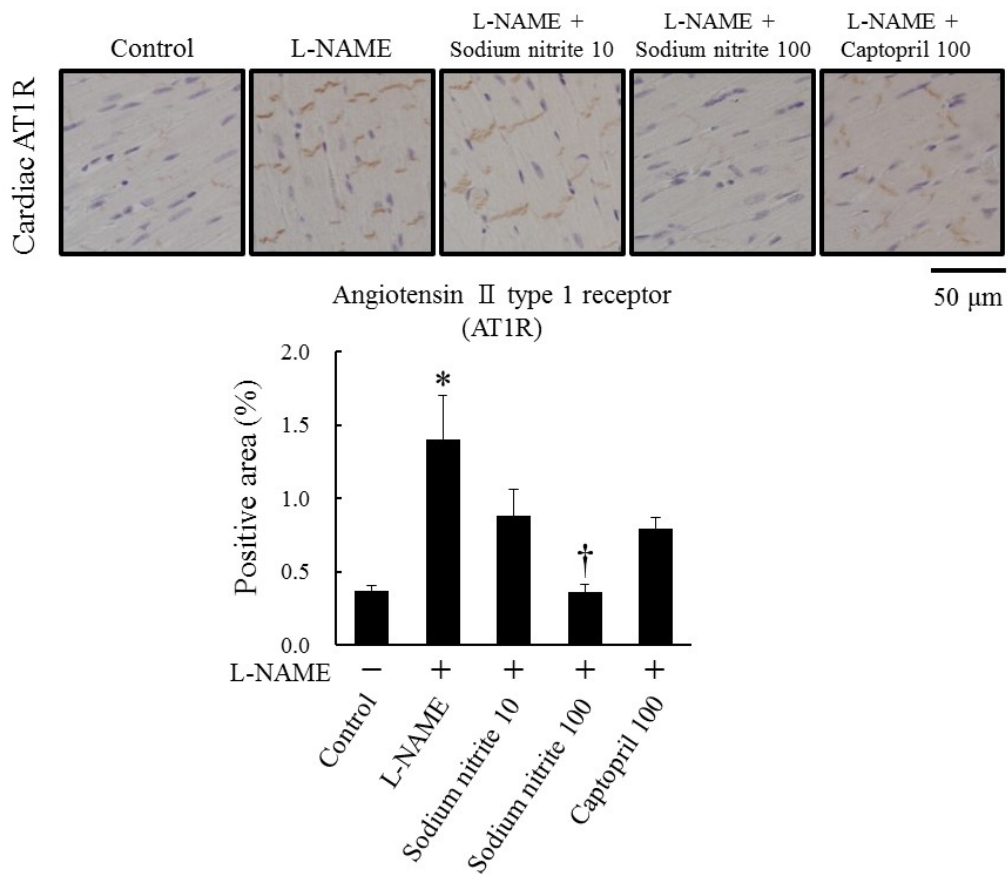 Control
L-NAME
L-NAME +
Sodium nitrite 10
L-NAME +
Sodium nitrite 100
L-NAME +
Captopril 100
Cardiac AT1R
50 μm
Angiotensin Ⅱ type 1 receptor
(AT1R)
Positive area (%)
2.0
1.5
1.0
0.5
0.0
*
†
L-NAME − + + + +
Control
L-NAME
Sodium nitrite 10
Sodium nitrite 100
Captopril 100